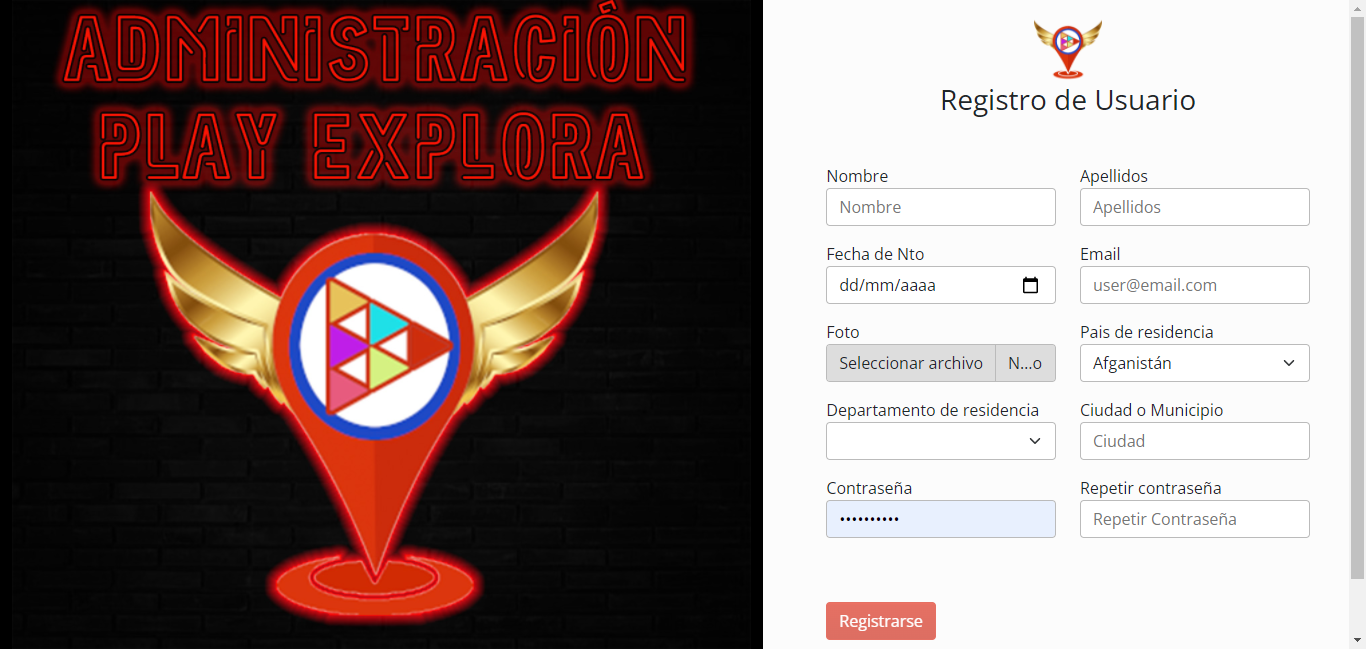 ADMINISTRACIÓN
PLAY EXPLORA
Registro de Usuario
Nombre
Apellidos
Nombre
Apellidos
Fecha de Nto
Email
dd/mm/aaaa
user@email.com
Foto
Pais de residencia
Seleccionar archivo N...o
Afganistán
Departamento de residencia
Ciudad o Municipio
Ciudad
Contraseña
Repetir contraseña
••••••••••
Repetir Contraseña
Registrarse